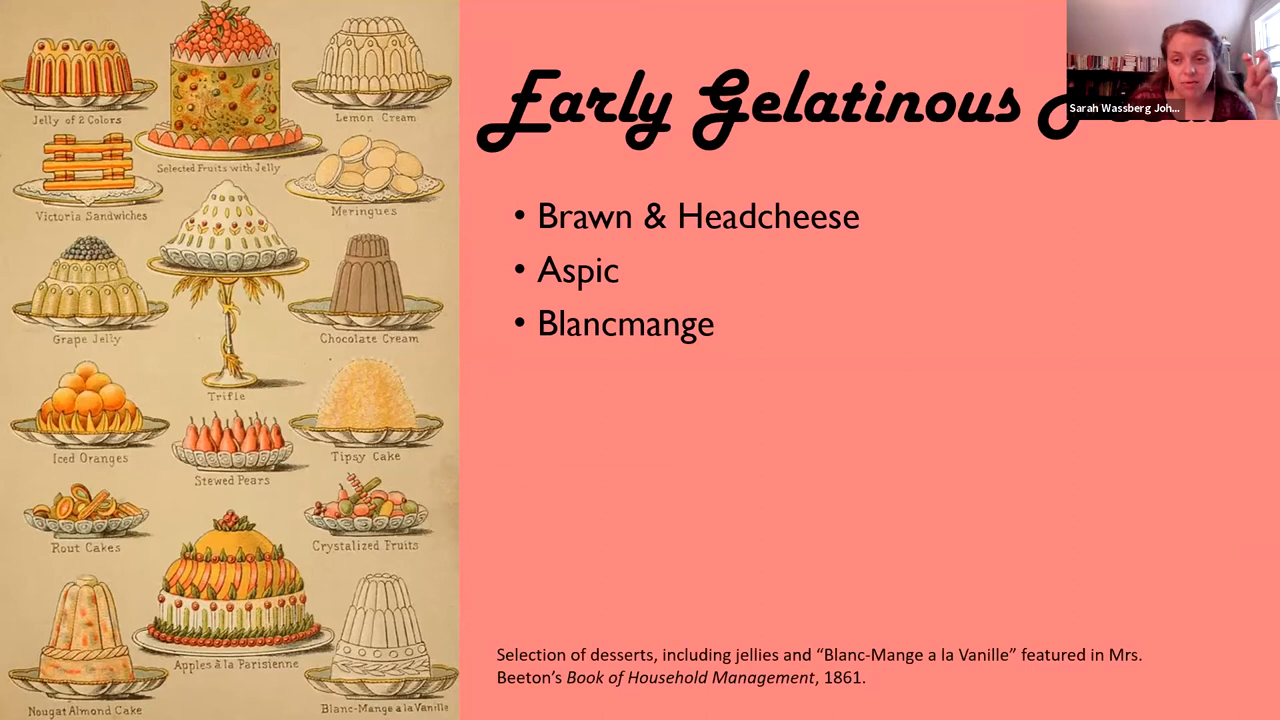 Jelly of 2 Colors
Selected Fruits with Jelly
Lemon Cream
Victoria Sandwiches
Meringues
Grape Jelly
Trifle
Chocolate Cream
Iced Oranges
Stewed Pears
Tipsy Cake
Rout Cakes
Crystalized Fruits
Apples à la Parisienne
Nougat Almond Cake
Blanc-Mange a la Vanille
Early Gelatinous
Sarah Wassberg Joh...
• Brawn & Headcheese
• Aspic
• Blancmange
Selection of desserts, including jellies and “Blanc-Mange a la Vanille” featured in Mrs.
Beeton’s Book of Household Management, 1861.